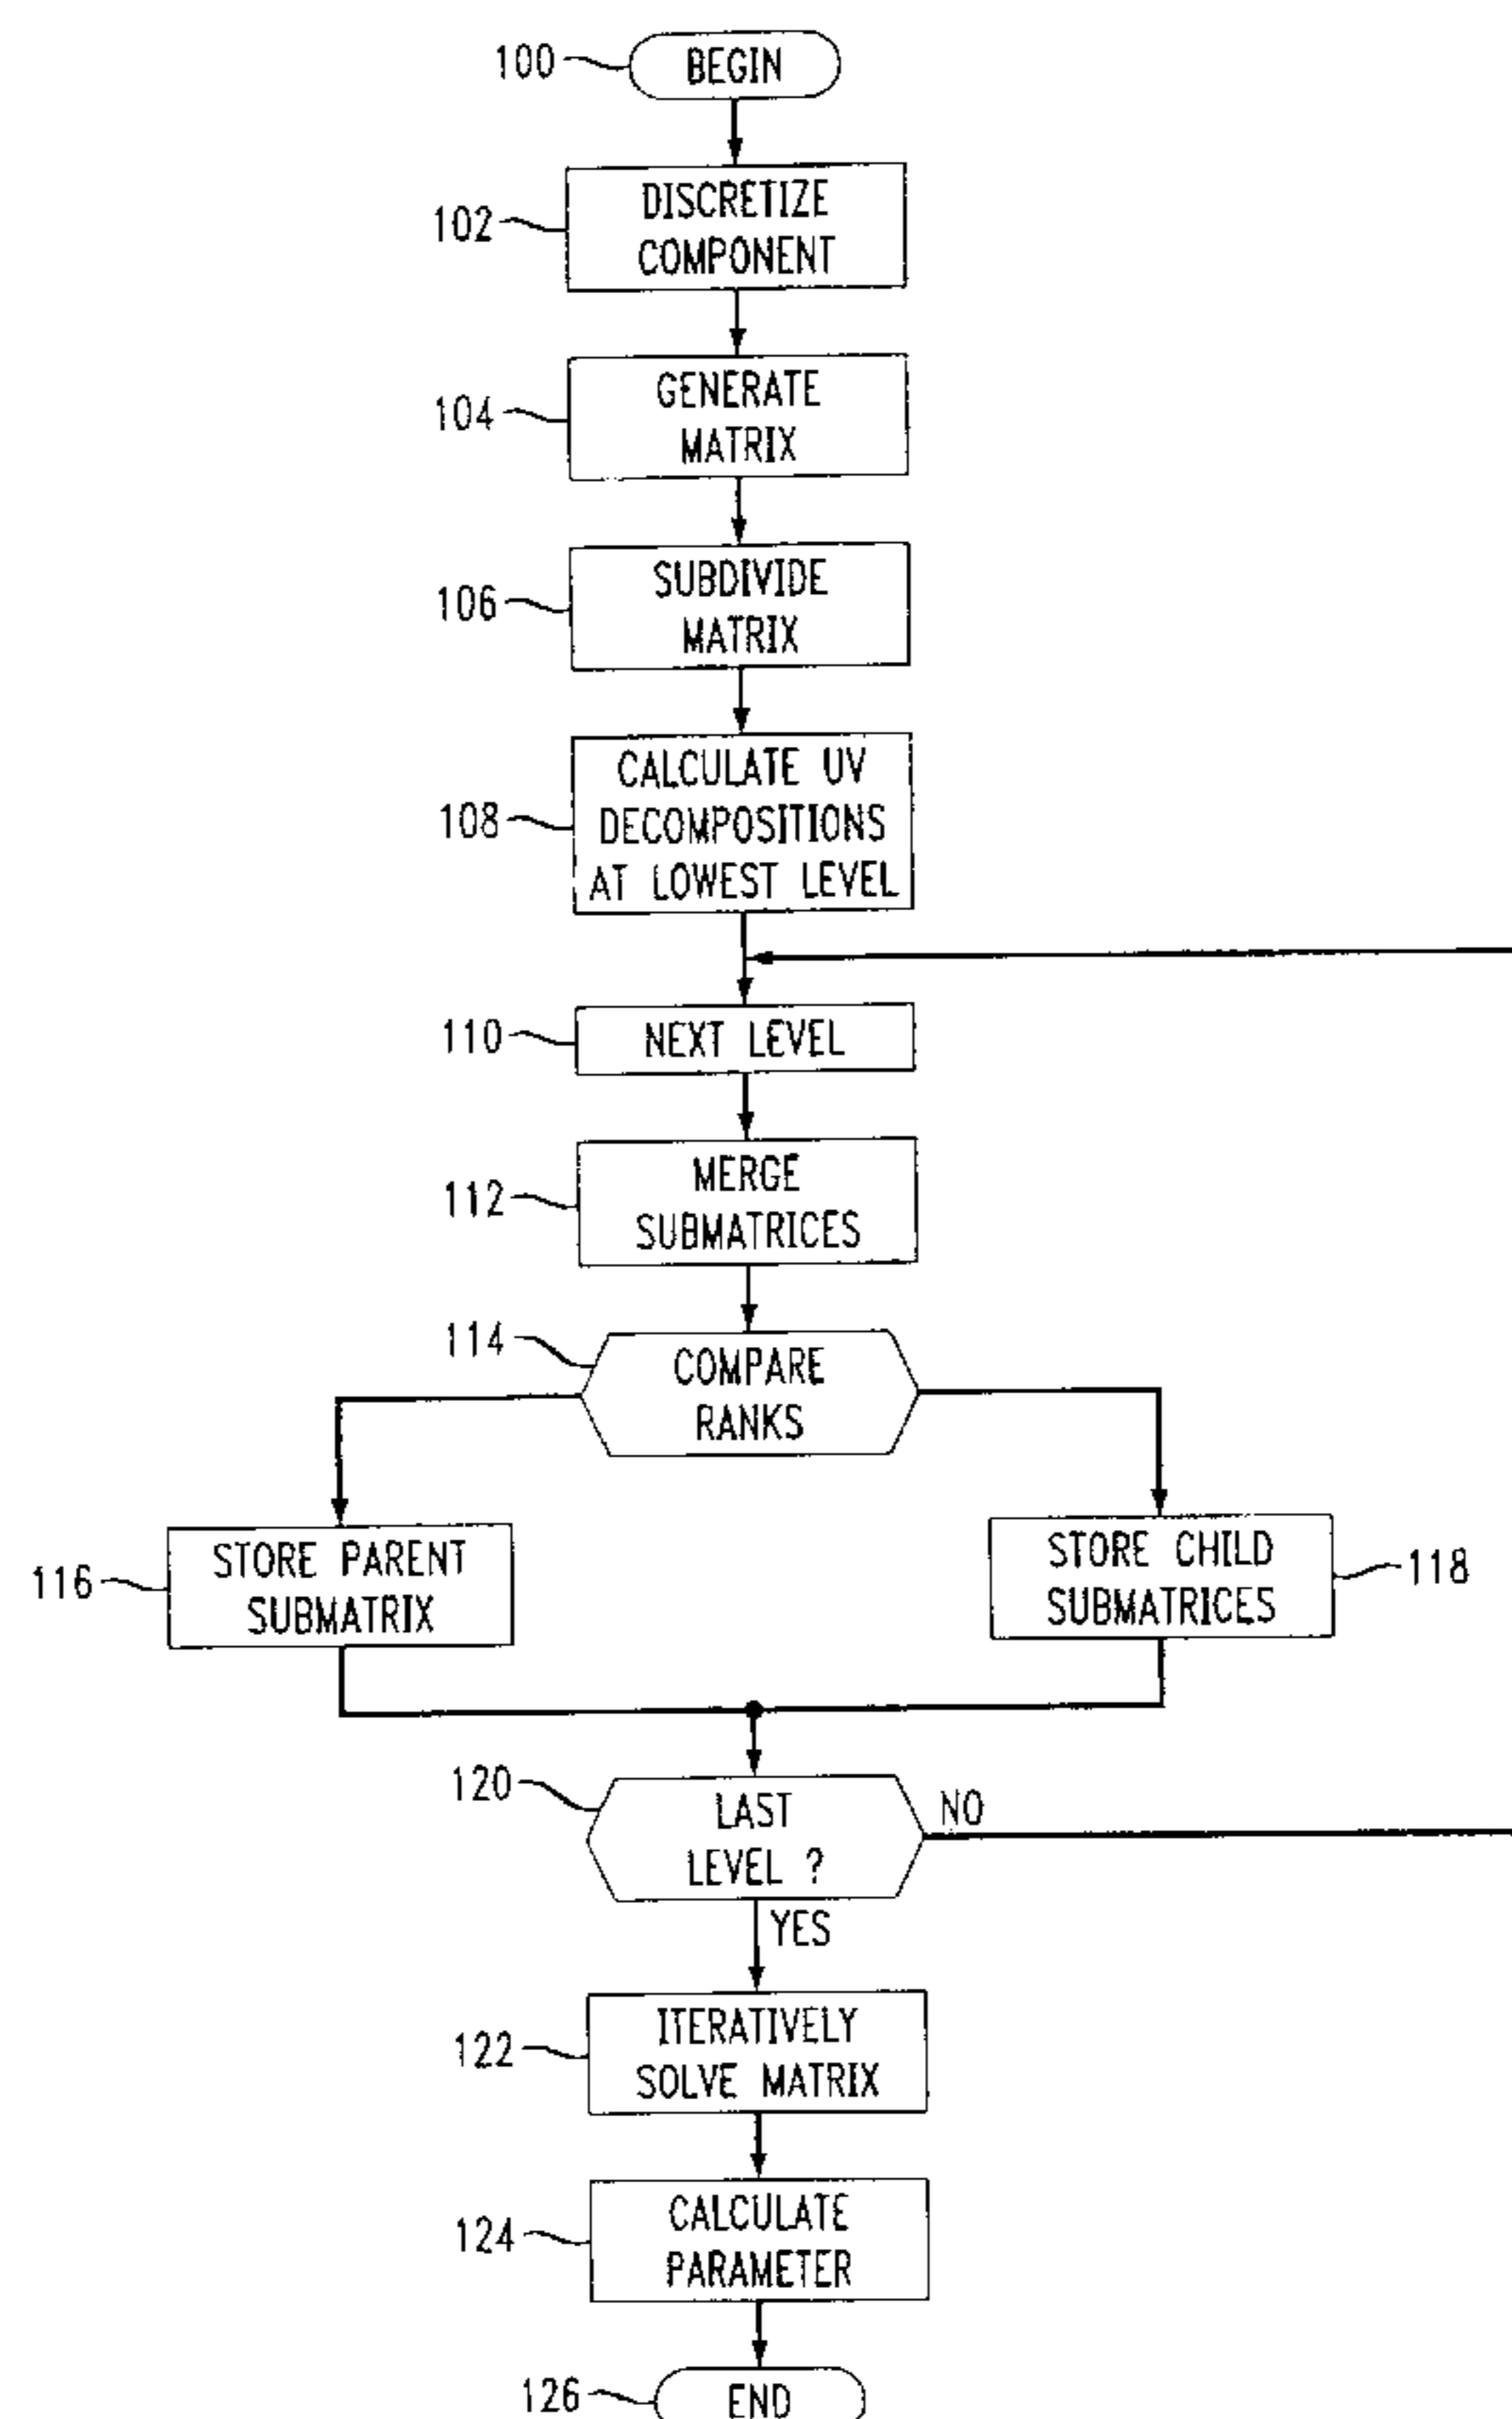 100
BEGIN
102
DISCRETIZE
COMPONENT
104
GENERATE
MATRIX
106
SUBDIVIDE
MATRIX
108
CALCULATE UV
DECOMPOSITIONS
AT LOWEST LEVEL
110
NEXT LEVEL
112
MERGE
SUBMATRICES
114
COMPARE
RANKS
116
STORE PARENT
SUBMATRIX
STORE CHILD
SUBMATRICES
118
120
LAST
LEVEL ?
NO
YES
122
ITERATIVELY
SOLVE MATRIX
124
CALCULATE
PARAMETER
126
END